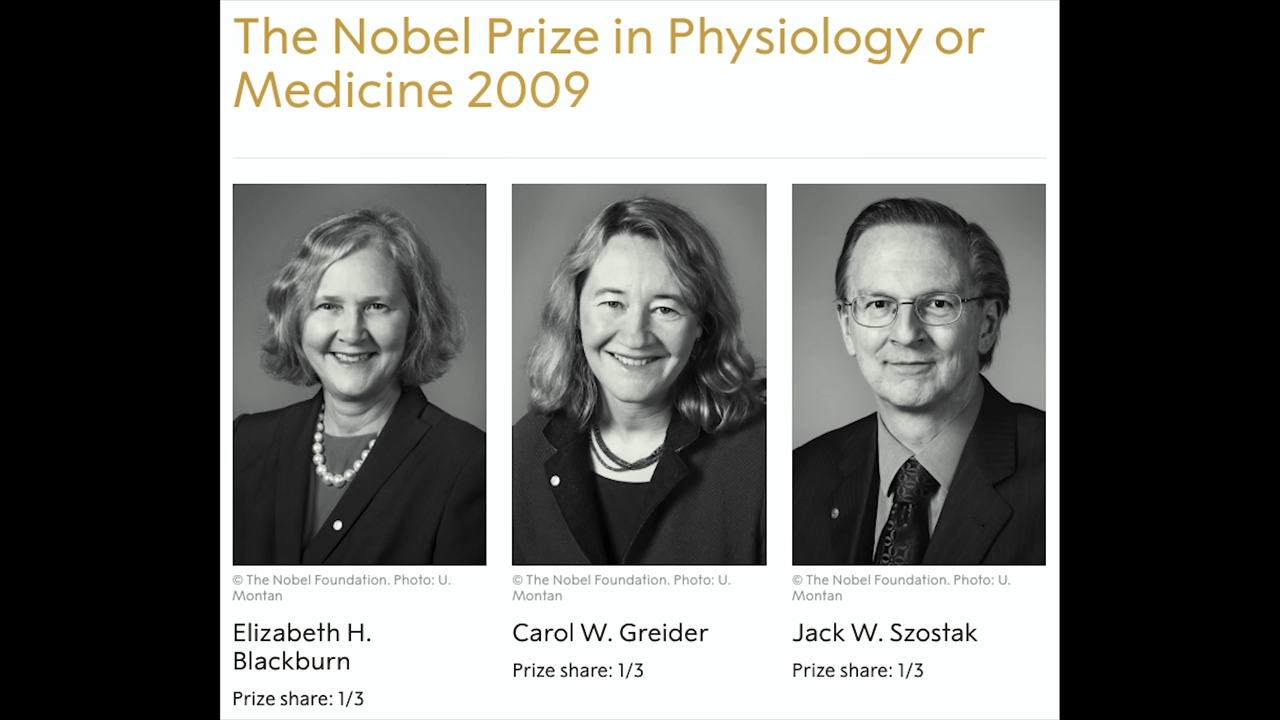 The Nobel Prize in Physiology or
Medicine 2009
© The Nobel Foundation. Photo: U.
Montan
Elizabeth H.
Blackburn
Prize share: 1/3
© The Nobel Foundation. Photo: U.
Montan
Carol W. Greider
Prize share: 1/3
© The Nobel Foundation. Photo: U.
Montan
Jack W. Szostak
Prize share: 1/3